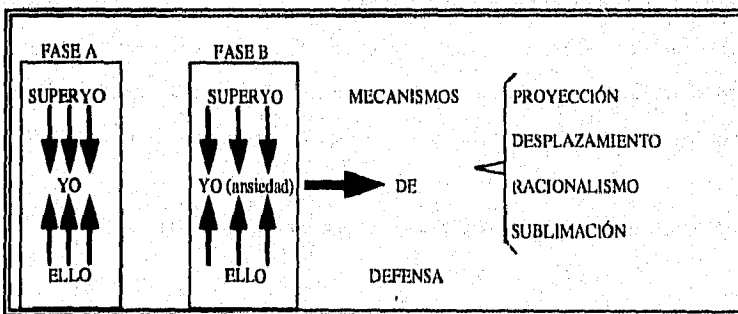 FASE A FASE B
SUPERYO SUPERYO MECANISMOS PROYECCIÓN
DESPLAZAMIENTO
YO YO (ansiedad) DE RACIONALISMO
SUBLIMACIÓN
ELLO ELLO DEFENSA